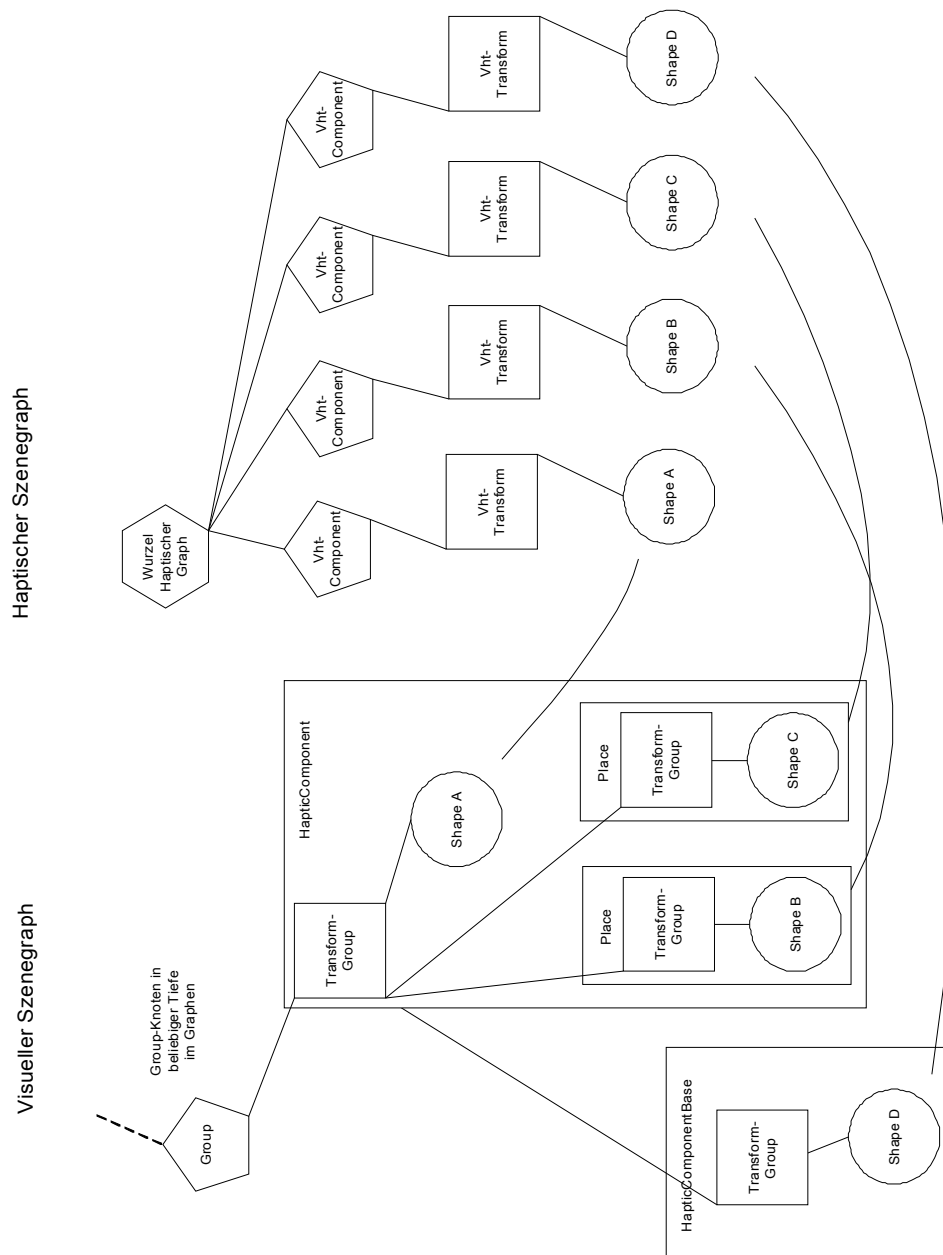 Visueller Szenegraph
Haptischer Szenegraph
Group
Group-Knoten in
beliebiger Tiefe
im Graphen
HapticComponent
Transform-
Group
Shape A
Place
Transform-
Group
Shape B
Place
Transform-
Group
Shape C
HapticComponentBase
Transform-
Group
Shape D
Wurzel
Haptischer
Graph
Vht-
Component
Vht-
Component
Vht-
Component
Vht-
Component
Vht-
Transform
Vht-
Transform
Vht-
Transform
Vht-
Transform
Shape A
Shape B
Shape C
Shape D